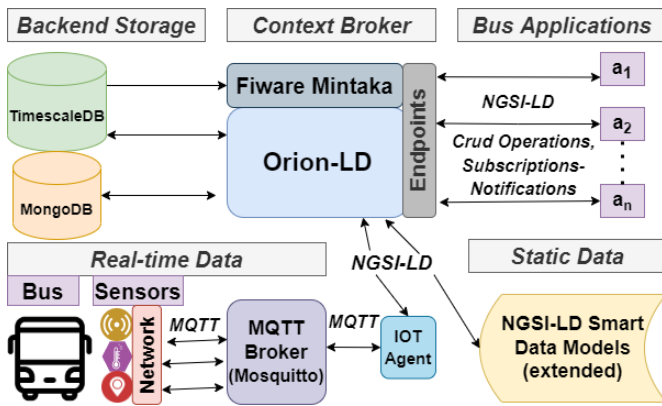 Backend Storage
Context Broker
Bus Applications
TimescaleDB
MongoDB
Fiware Mintaka
Orion-LD
Endpoints
NGSI-LD
Crud Operations,
Subscriptions-
Notifications
a1
a2
an
Real-time Data
NGSI-LD
Static Data
Bus
Sensors
Network
MQTT
MQTT
Broker
(Mosquitto)
MQTT
IOT
Agent
NGSI-LD Smart
Data Models
(extended)